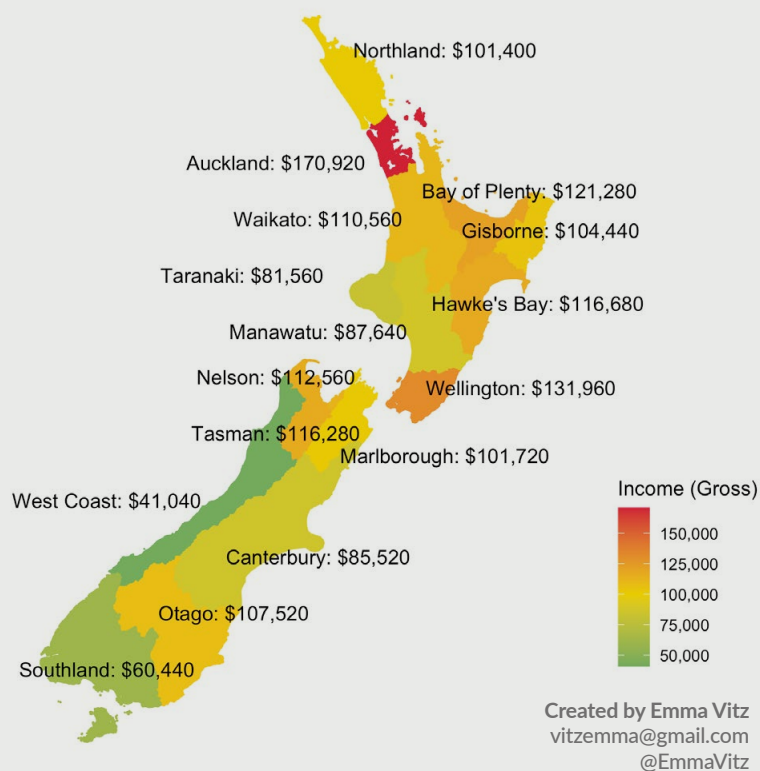 Northland: $101,400
Auckland: $170,920
Bay of Plenty: $121,280
Waikato: $110,560
Gisborne: $104,440
Taranaki: $81,560
Hawke's Bay: $116,680
Manawatu: $87,640
Nelson: $112,560
Wellington: $131,960
Tasman: $116,280
Marlborough: $101,720
West Coast: $41,040
Canterbury: $85,520
Otago: $107,520
Southland: $60,440
Income (Gross)
150,000
125,000
100,000
75,000
50,000
Created by Emma Vitz
vitzemma@gmail.com
@EmmaVitz